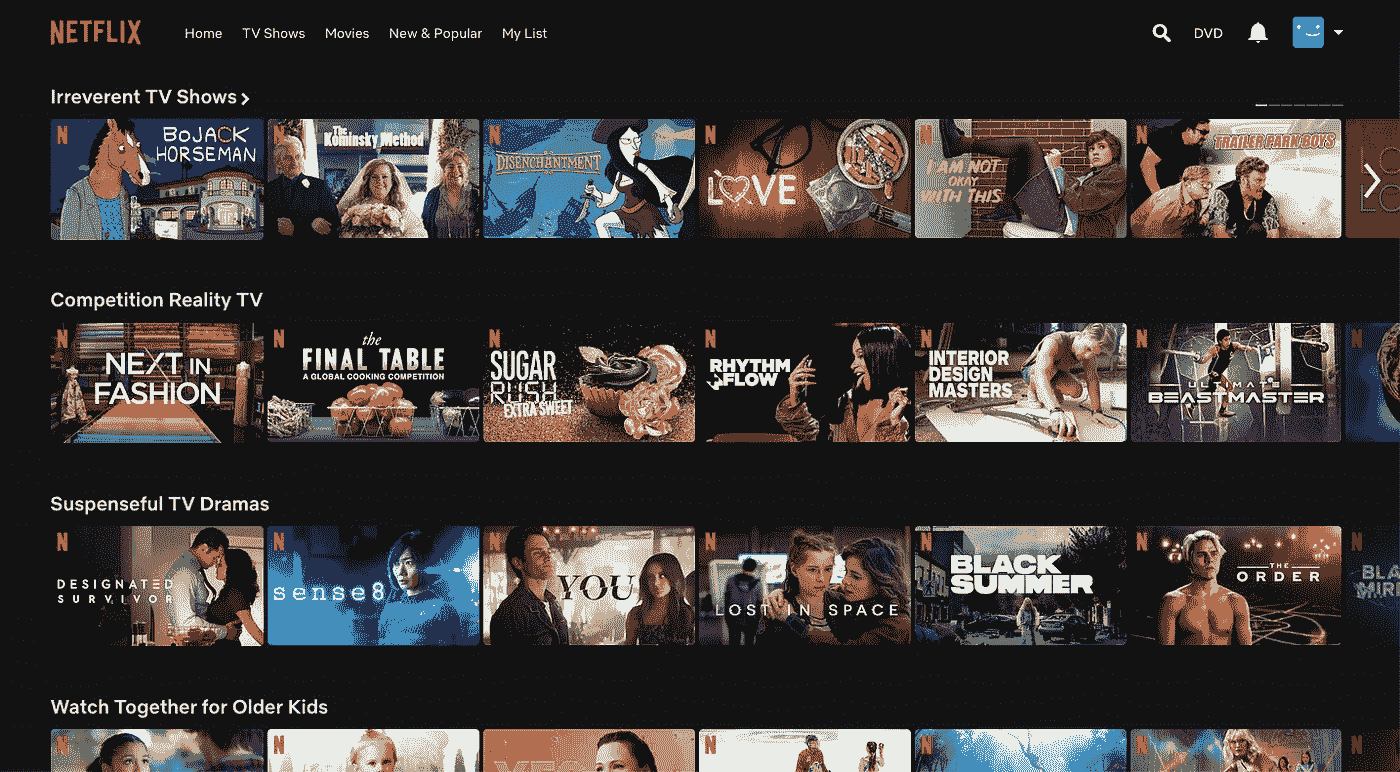 NETFLIX Home TV Shows Movies New & Popular My List DVD
Irreverent TV Shows
N
BOJACK
HORSEMAN
The
Kominsky Method
N
DISENCHANTMENT
N
LOVE
N
I AM NOT
OKAY
WITH THIS
N
TRAILER PARK BOYS
Competition Reality TV
N
NEXT IN
FASHION
N
the
FINAL TABLE
A GLOBAL COOKING COMPETITION
N
SUGAR
RUSH
EXTRA SWEET
N
RHYTHM
+FLOW
N
INTERIOR
DESIGN
MASTERS
N
ULTIMATE
BEASTMASTER
Suspenseful TV Dramas
N
DESIGNATED
SURVIVOR
N
sense8
N
YOU
N
LOST IN SPACE
N
BLACK
SUMMER
N
THE
ORDER
N
Watch Together for Older Kids
N
N
N
N
N
N
N